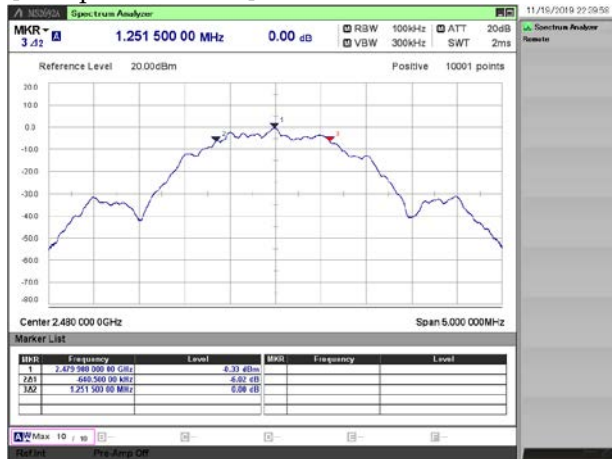 MS2692A Spectrum Analyzer
11/19/2019 22:39:58
MKR
3 Δ2
A
1.251 500 00 MHz
0.00 dB
RBW 100kHz
ATT 20dB
VBW 300kHz
SWT 2ms
Spectrum Analyzer
Remote
Reference Level 20.00dBm
Positive 10001 points
20.0
10.0
0.0
-10.0
-20.0
-30.0
-40.0
-50.0
-60.0
-70.0
-80.0
1
2
3
Center 2.480 000 0GHz
Span 5.000 000MHz
Marker List
MKR Frequency Level MKR Frequency Level
1 2.479 900 000 00 GHz -0.33 dBm
2Δ1 -640.500 00 kHz -6.02 dB
3Δ2 1.251 500 00 MHz 0.00 dB
A W Max 10 / 10
Ref.Int Pre-Amp Off